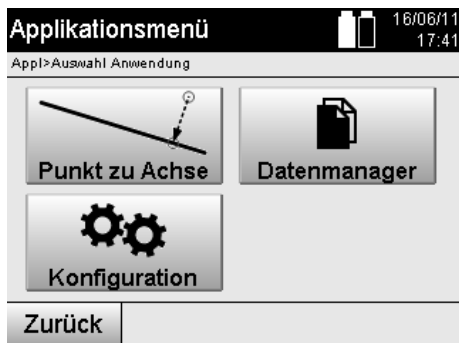 Applikationsmenü
16/06/11
17:41
Appl>Auswahl Anwendung
Punkt zu Achse
Datenmanager
Konfiguration
Zurück